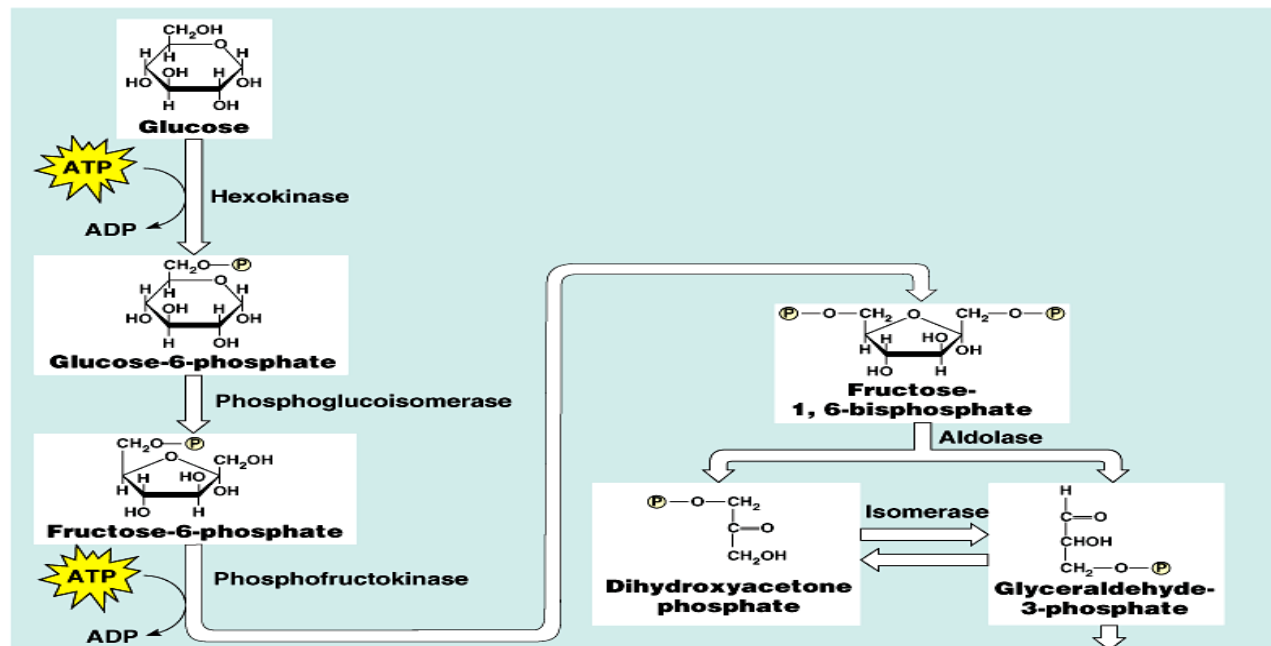 CH₂OH
O
H
H
H
OH
H
HO
OH
H
OH
Glucose
ATP
Hexokinase
ADP
CH₂O—P
O
H
H
H
OH
H
HO
OH
H
OH
Glucose-6-phosphate
Phosphoglucoisomerase
CH₂O—P
O
CH₂OH
H
HO
H
OH
HO
H
Fructose-6-phosphate
ATP
Phosphofructokinase
ADP
P—O—CH₂
O
CH₂—O—P
H
HO
H
OH
HO
H
Fructose-
1, 6-bisphosphate
Aldolase
P—O—CH₂
C=O
CH₂OH
Dihydroxyacetone
phosphate
Isomerase
H
C=O
CHOH
CH₂—O—P
Glyceraldehyde-
3-phosphate